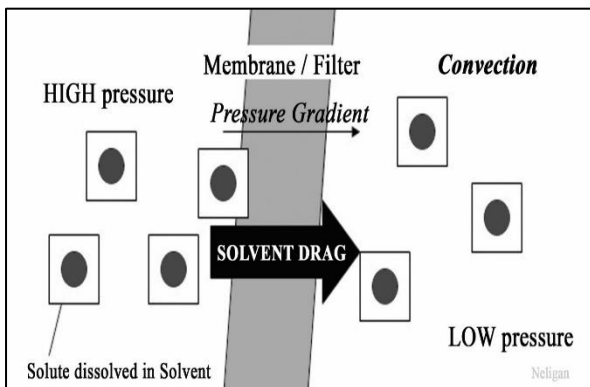 Membrane / Filter
Convection
HIGH pressure
Pressure Gradient
SOLVENT DRAG
LOW pressure
Solute dissolved in Solvent
Neligan